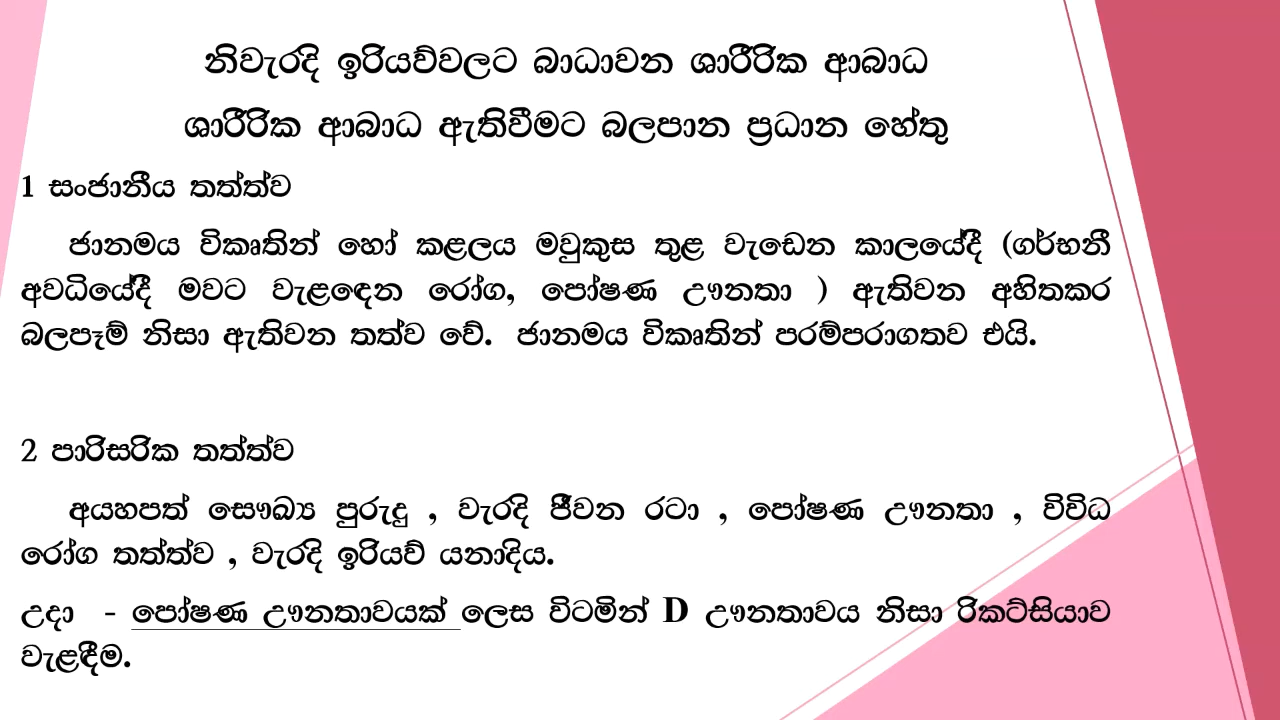 නිවැරදි ඉරියව්වලට බාධාවන ශාරීරික ආබාධ
ශාරීරික ආබාධ ඇතිවීමට බලපාන ප්‍රධාන හේතු
1 සංජානීය තත්ත්ව
ජානමය විකෘතින් හෝ කළලය මවුකුස තුළ වැඩෙන කාලයේදී (ගර්භනී
අවධියේදී මවට වැළඳෙන රෝග, පෝෂණ ඌනතා ) ඇතිවන අහිතකර
බලපෑම් නිසා ඇතිවන තත්ව වේ. ජානමය විකෘතින් පරම්පරාගතව එයි.
2 පාරිසරික තත්ත්ව
අයහපත් සෞඛ්‍ය පුරුදු , වැරදි ජීවන රටා , පෝෂණ ඌනතා , විවිධ
රෝග තත්ත්ව , වැරදි ඉරියව් යනාදිය.
උදා - පෝෂණ ඌනතාවයක් ලෙස විටමින් D ඌනතාවය නිසා රිකට්සියාව
වැළඳීම.